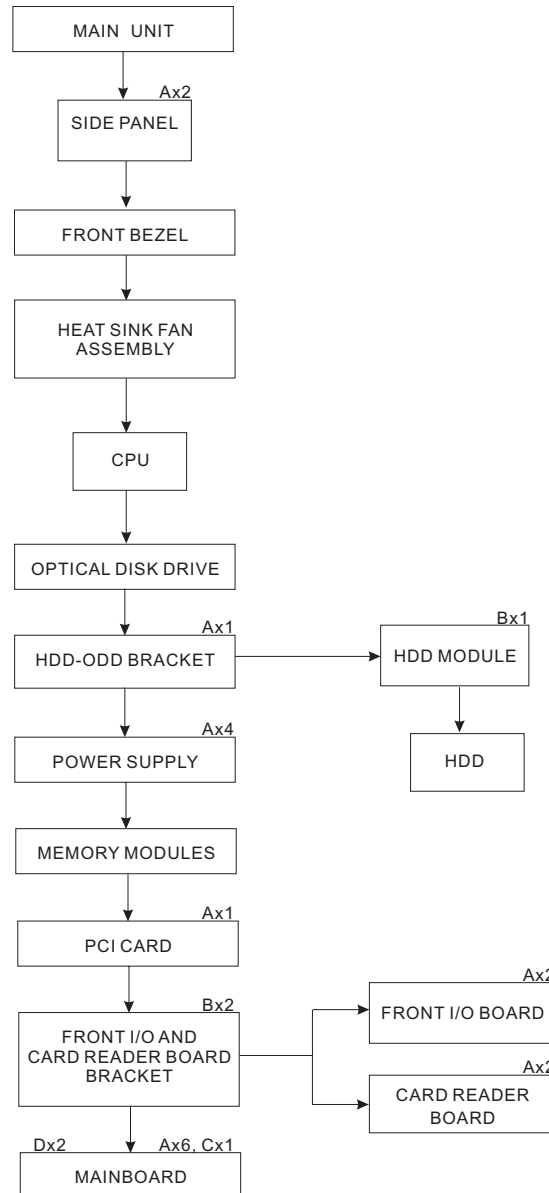 MAIN UNIT
Ax2
SIDE PANEL
FRONT BEZEL
HEAT SINK FAN
ASSEMBLY
CPU
OPTICAL DISK DRIVE
Ax1
HDD-ODD BRACKET
Bx1
HDD MODULE
HDD
Ax4
POWER SUPPLY
MEMORY MODULES
Ax1
PCI CARD
Bx2
FRONT I/O AND
CARD READER BOARD
BRACKET
Ax2
FRONT I/O BOARD
Ax2
CARD READER
BOARD
Dx2 Ax6, Cx1
MAINBOARD